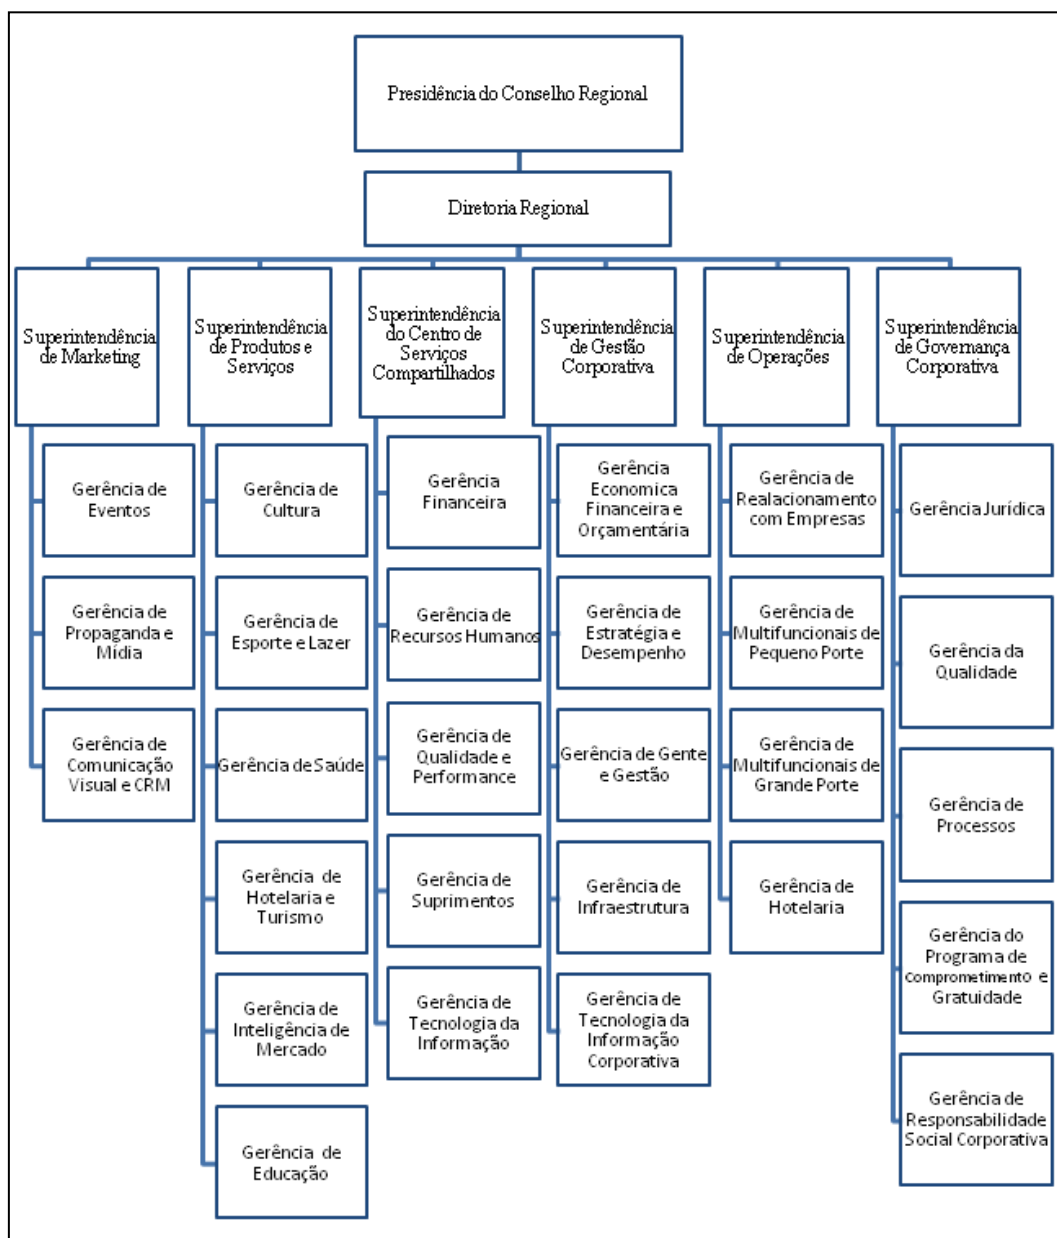 Presidência do Conselho Regional
Diretoria Regional
Superintendência
de Marketing
Superintendência
de Produtos e
Serviços
Superintendência
do Centro de
Serviços
Compartilhados
Superintendência
de Gestão
Corporativa
Superintendência
de Operações
Superintendência
de Governança
Corporativa
Gerência de
Eventos
Gerência de
Propaganda e
Mídia
Gerência de
Comunicação
Visual e CRM
Gerência de
Cultura
Gerência de
Esporte e Lazer
Gerência de Saúde
Gerência de
Hotelaria e
Turismo
Gerência de
Inteligência de
Mercado
Gerência de
Educação
Gerência
Financeira
Gerência de
Recursos Humanos
Gerência de
Qualidade e
Performance
Gerência de
Suprimentos
Gerência de
Tecnologia da
Informação
Gerência
Economica
Financeira e
Orçamentária
Gerência de
Estratégia e
Desempenho
Gerência de Gente
e Gestão
Gerência de
Infraestrutura
Gerência de
Tecnologia da
Informação
Corporativa
Gerência de
Realacionamento
com Empresas
Gerência de
Multifuncionais de
Pequeno Porte
Gerência de
Multifuncionais de
Grande Porte
Gerência de
Hotelaria
Gerência Jurídica
Gerência da
Qualidade
Gerência de
Processos
Gerência do
Programa de
comprometimento e
Gratuidade
Gerência de
Responsabilidade
Social Corporativa